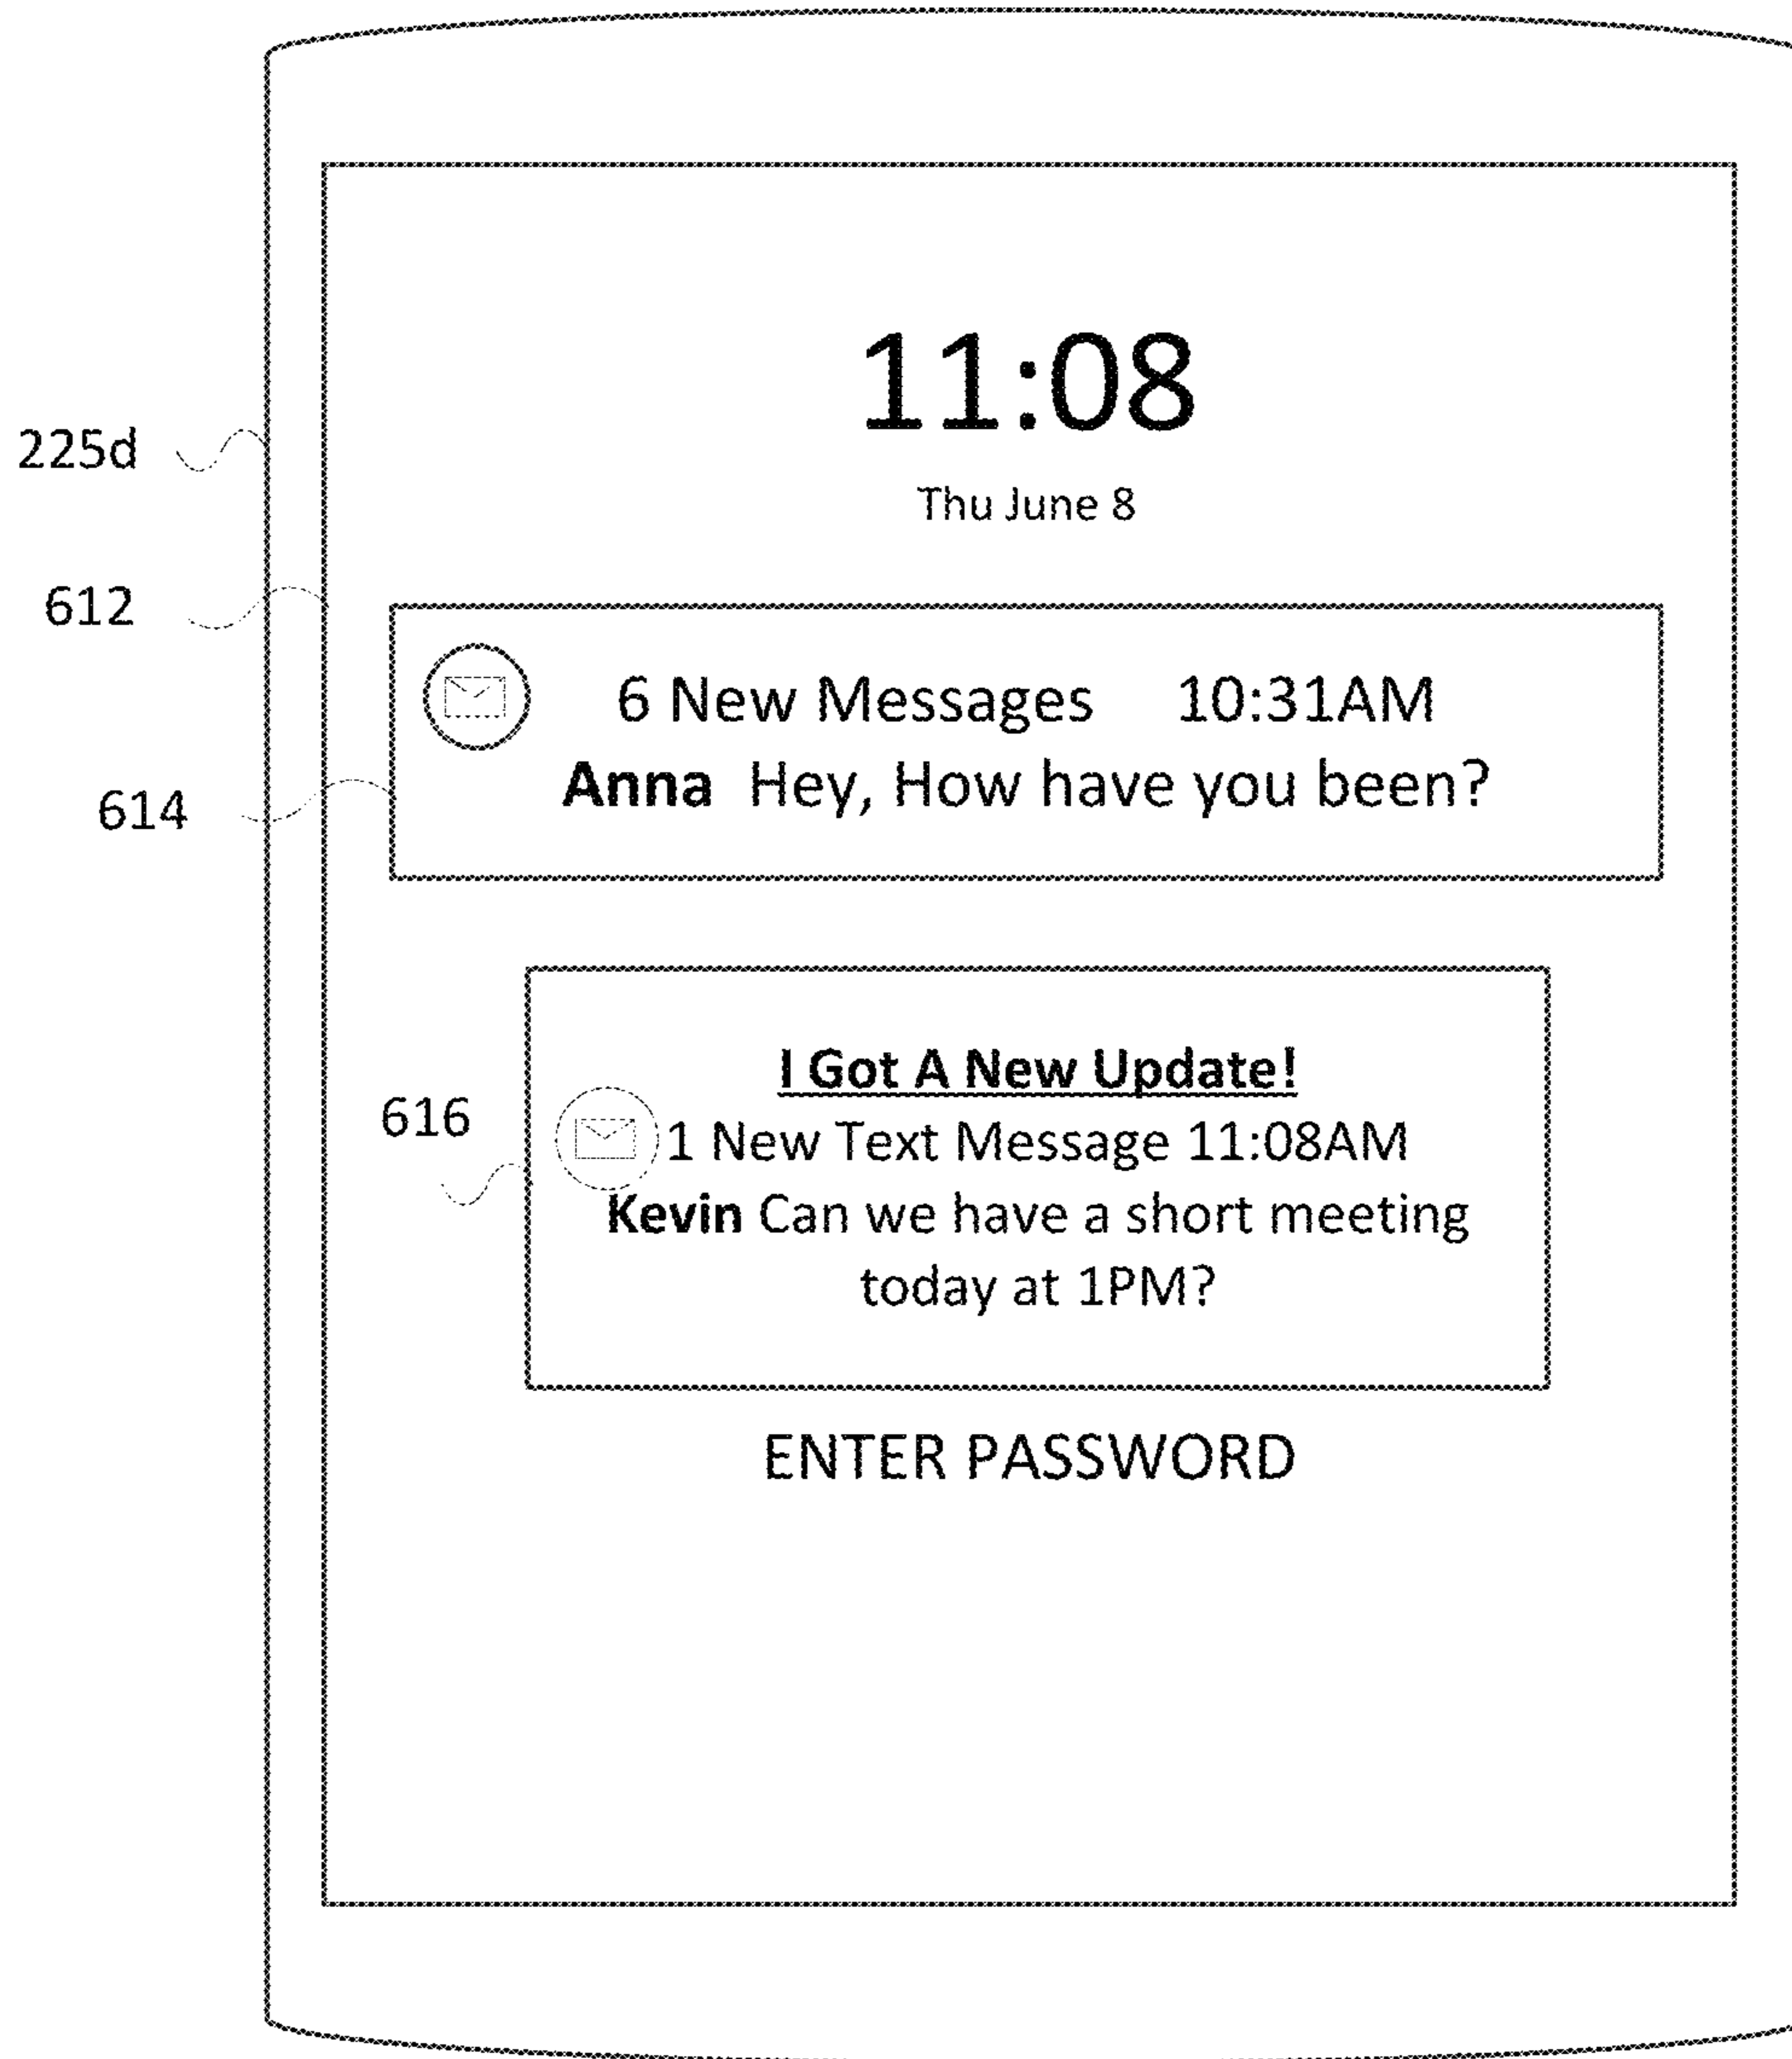 11:08
225d
Thu June 8
612
6 New Messages 10:31AM
Anna Hey, How have you been?
614
I Got A New Update!
616
1 New Text Message 11:08AM
Kevin Can we have a short meeting
today at 1PM?
ENTER PASSWORD